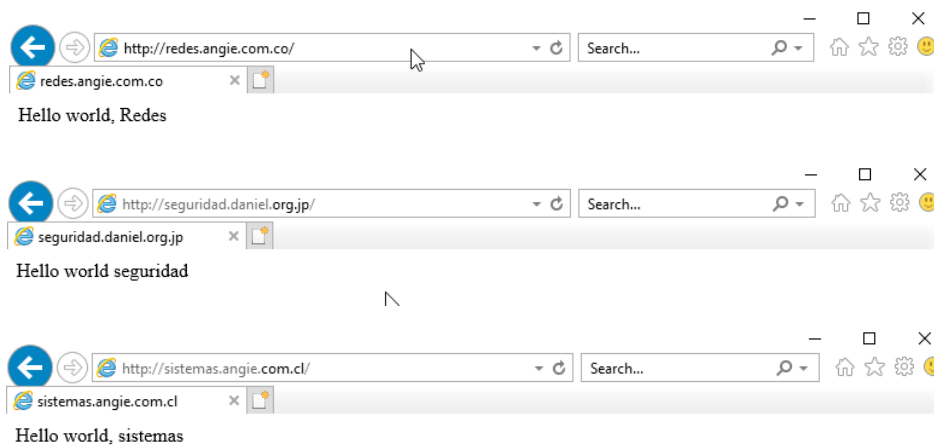 http://redes.angie.com.co/ Search...
redes.angie.com.co
Hello world, Redes
http://seguridad.daniel.org.jp/ Search...
seguridad.daniel.org.jp
Hello world seguridad
http://sistemas.angie.com.cl/ Search...
sistemas.angie.com.cl
Hello world, sistemas